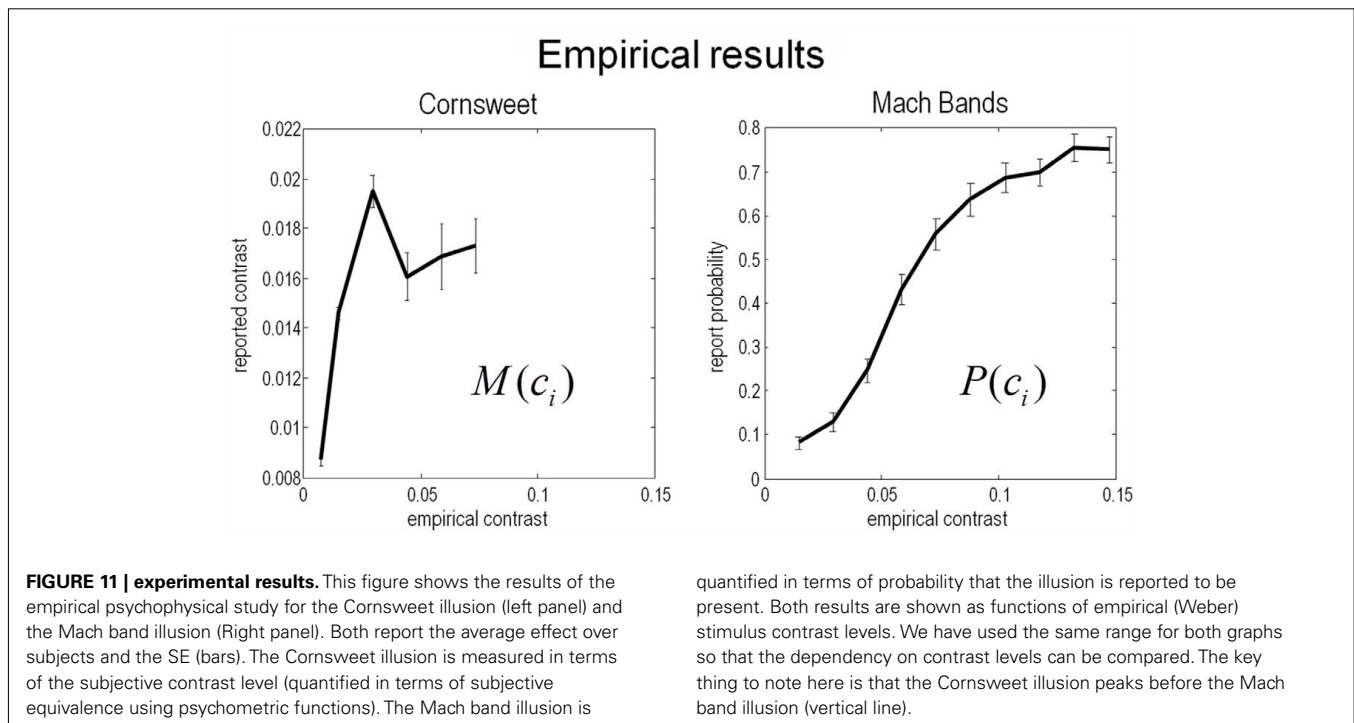 Empirical results
Cornsweet
0.022
0.02
0.018
0.016
0.014
0.012
0.01
0.008
0
0.05
0.1
0.15
reported contrast
empirical contrast
M(c_i)
Mach Bands
0.8
0.7
0.6
0.5
0.4
0.3
0.2
0.1
0
0
0.05
0.1
0.15
report probability
empirical contrast
P(c_i)
FIGURE 11 | experimental results. This figure shows the results of the
empirical psychophysical study for the Cornsweet illusion (left panel) and
the Mach band illusion (Right panel). Both report the average effect over
subjects and the SE (bars). The Cornsweet illusion is measured in terms
of the subjective contrast level (quantified in terms of subjective
equivalence using psychometric functions). The Mach band illusion is
quantified in terms of probability that the illusion is reported to be
present. Both results are shown as functions of empirical (Weber)
stimulus contrast levels. We have used the same range for both graphs
so that the dependency on contrast levels can be compared. The key
thing to note here is that the Cornsweet illusion peaks before the Mach
band illusion (vertical line).